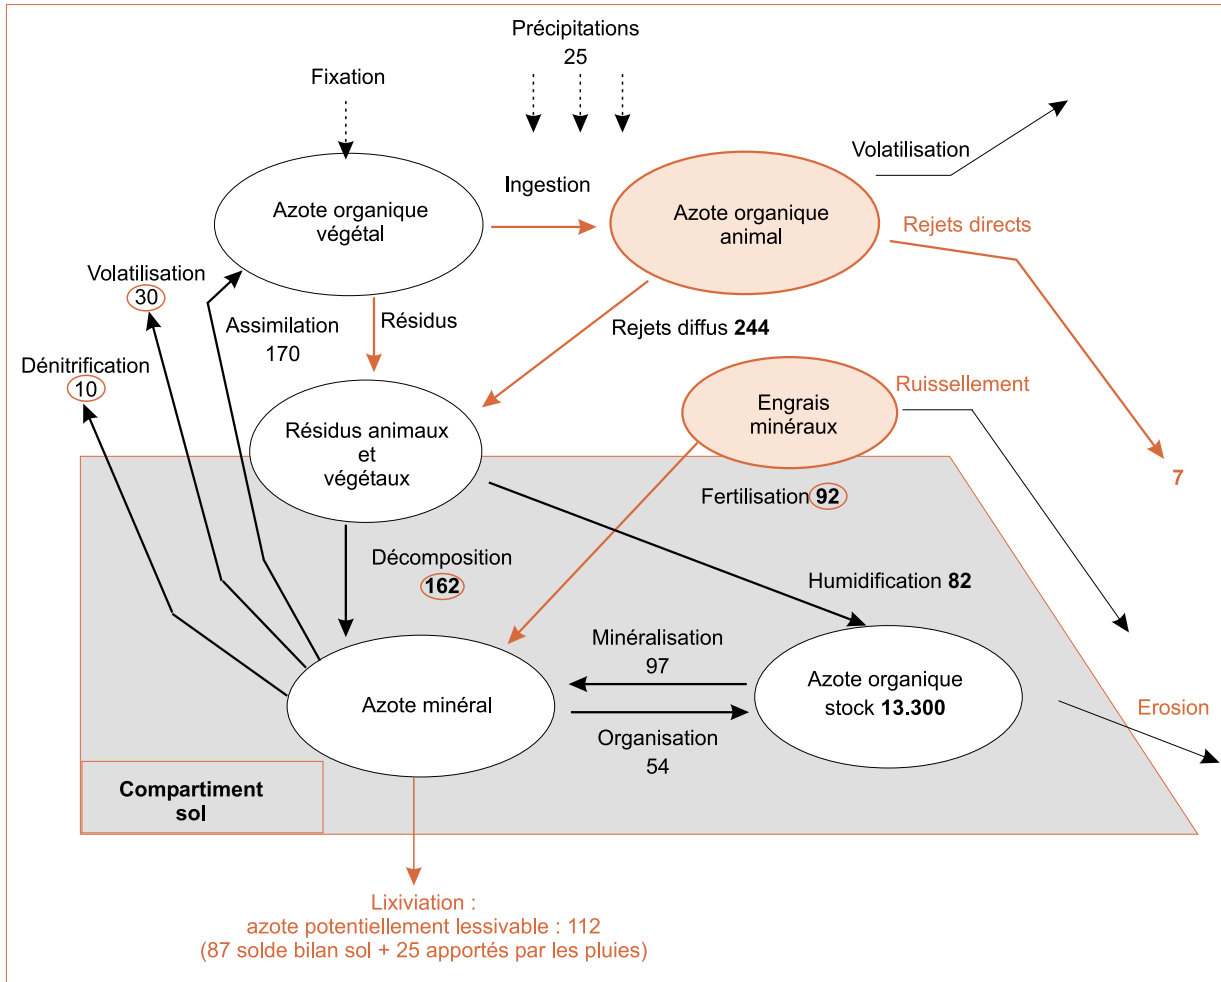 Précipitations
25
Fixation
Volatilisation
Ingestion
Azote organique
végétal
Azote organique
animal
Rejets directs
Volatilisation
30
Assimilation
170
Résidus
Rejets diffus 244
Dénitrification
10
Ruissellement
Engrais
minéraux
Résidus animaux
et
végétaux
7
Fertilisation 92
Décomposition
162
Humidification 82
Minéralisation
97
Azote minéral
Azote organique
stock 13.300
Erosion
Organisation
54
Compartiment
sol
Lixiviation :
azote potentiellement lessivable : 112
(87 solde bilan sol + 25 apportés par les pluies)